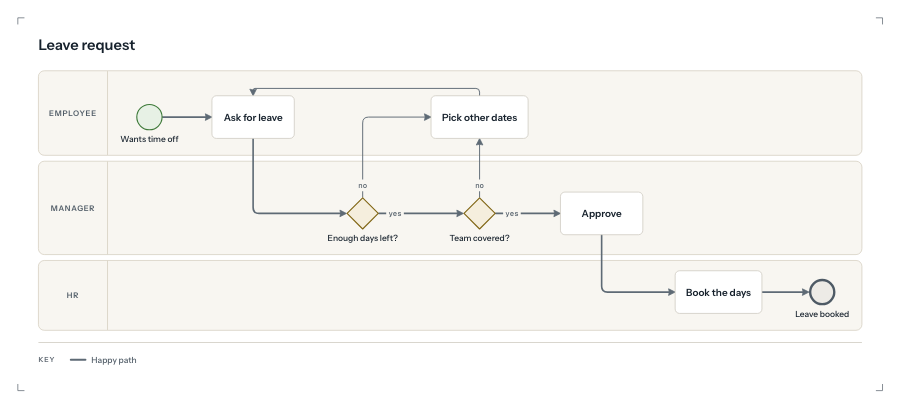 Leave request
EMPLOYEE
Wants time off
Ask for leave
Pick other dates
MANAGER
no
no
yes
yes
Enough days left?
Team covered?
Approve
HR
Book the days
Leave booked
KEY
Happy path